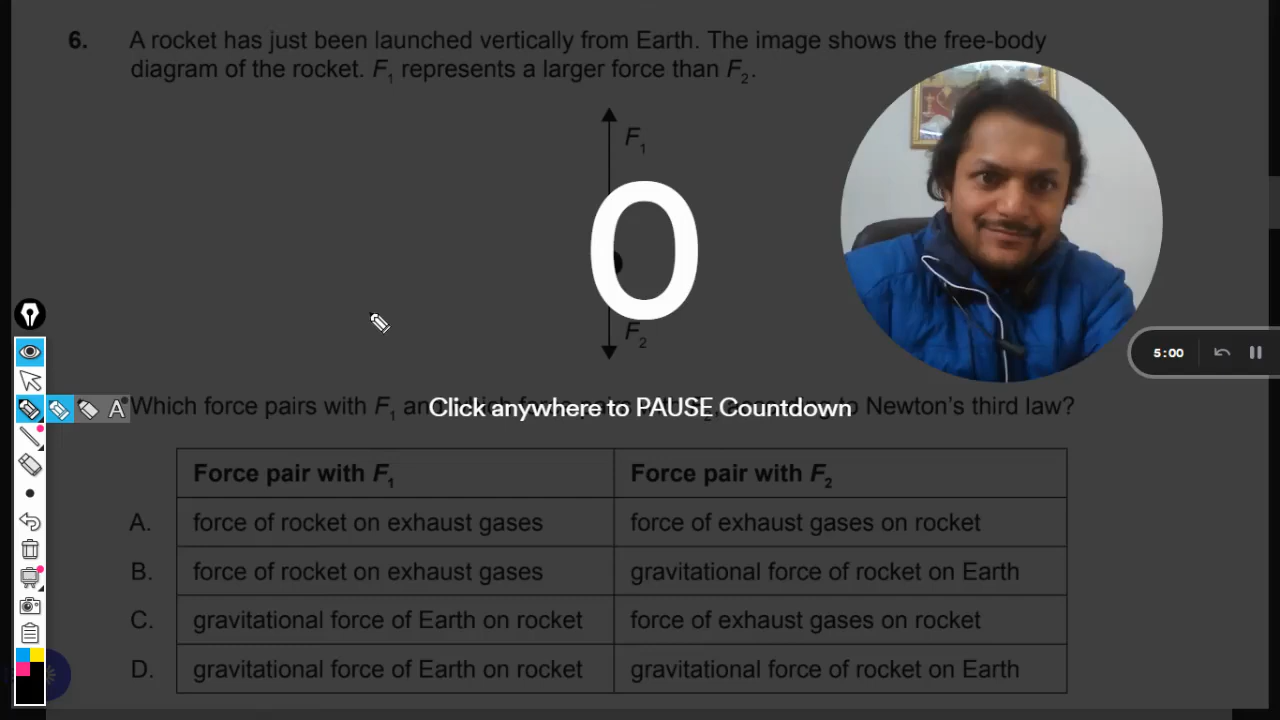 6. A rocket has just been launched vertically from Earth. The image shows the free-body
diagram of the rocket. F₁ represents a larger force than F₂.
F₁
0
F₂
5:00
A
Which force pairs with F₁ and to Newton's third law?
Click anywhere to PAUSE Countdown
Force pair with F₁ Force pair with F₂
A. force of rocket on exhaust gases force of exhaust gases on rocket
B. force of rocket on exhaust gases gravitational force of rocket on Earth
C. gravitational force of Earth on rocket force of exhaust gases on rocket
D. gravitational force of Earth on rocket gravitational force of rocket on Earth